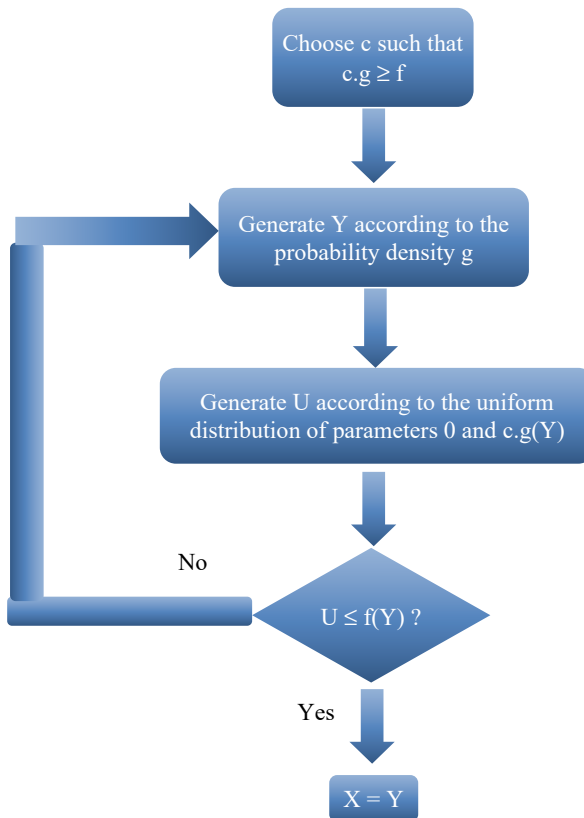 Choose c such that
c.g ≥ f
Generate Y according to the
probability density g
Generate U according to the uniform
distribution of parameters 0 and c.g(Y)
No
U ≤ f(Y) ?
Yes
X = Y